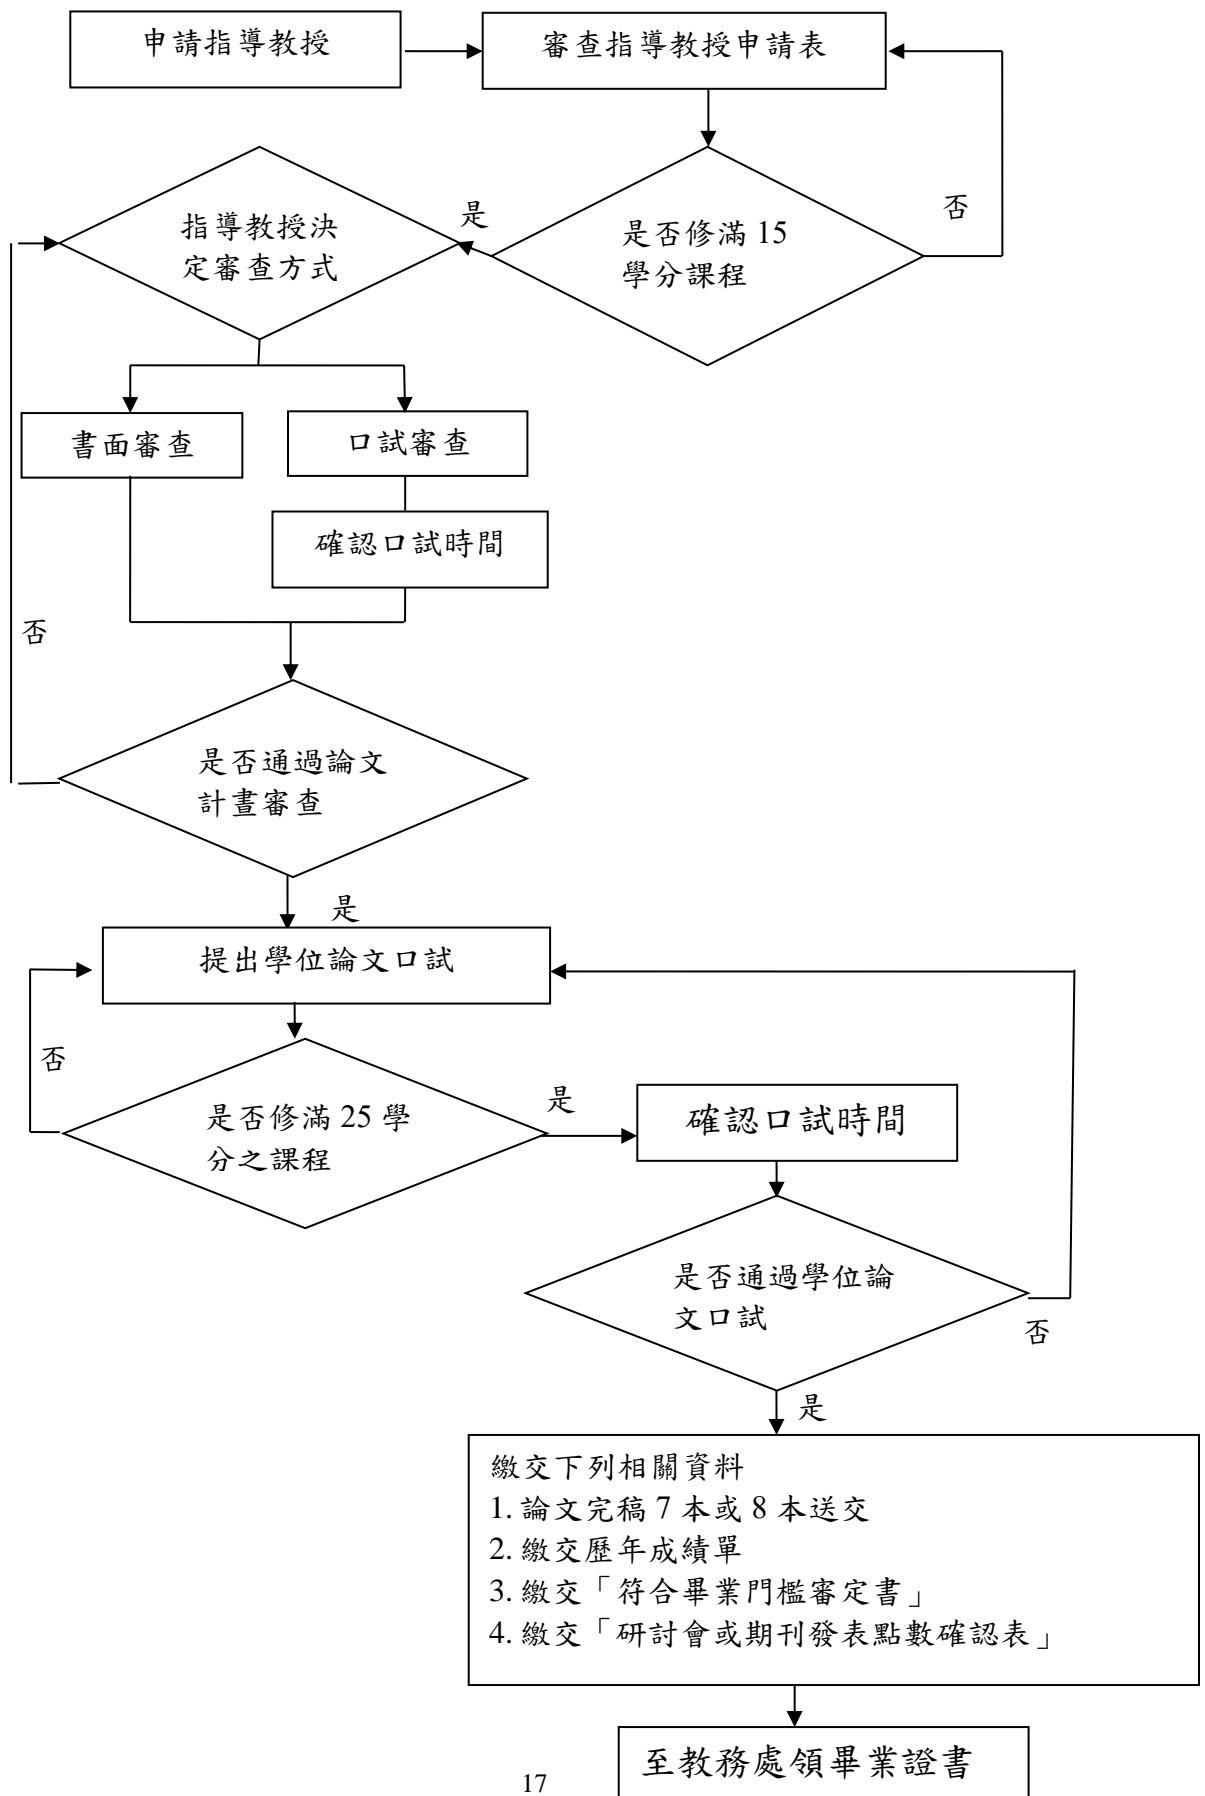 申請指導教授
審查指導教授申請表
是否修滿 15
學分課程
否
是
指導教授決
定審查方式
書面審查
口試審查
確認口試時間
否
是否通過論文
計畫審查
是
提出學位論文口試
否
是否修滿 25 學
分之課程
是
確認口試時間
是否通過學位論
文口試
否
是
繳交下列相關資料
1. 論文完稿 7 本或 8 本送交
2. 繳交歷年成績單
3. 繳交「符合畢業門檻審定書」
4. 繳交「研討會或期刊發表點數確認表」
至教務處領畢業證書
17